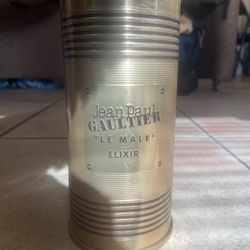 Jean Paul
GAULTIER
"LE MALE"
ELIXIR